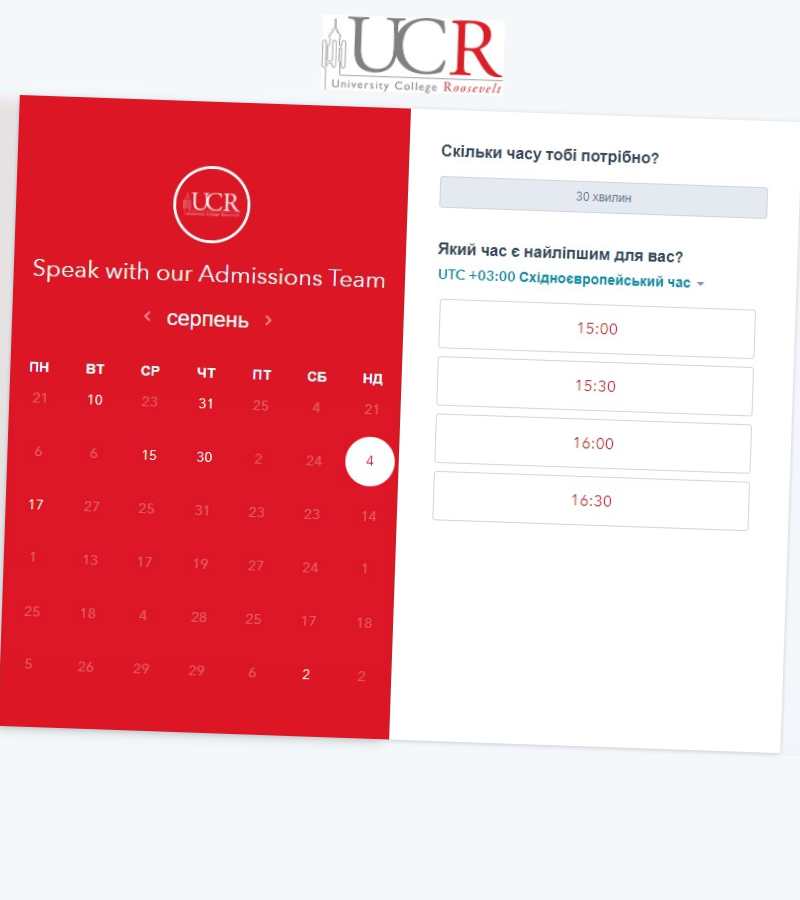 UCR
University College Roosevelt
UCR
Speak with our Admissions Team
серпень
ПН ВТ СР ЧТ ПТ СБ НД
21 10 23 31 25 4 21
6 6 15 30 2 24 4
17 27 25 31 23 23 14
1 13 17 19 27 24 1
25 18 4 28 25 17 18
5 26 29 29 6 2 2
Скільки часу тобі потрібно?
30 хвилин
Який час є найліпшим для вас?
UTC +03:00 Східноєвропейський час
15:00
15:30
16:00
16:30